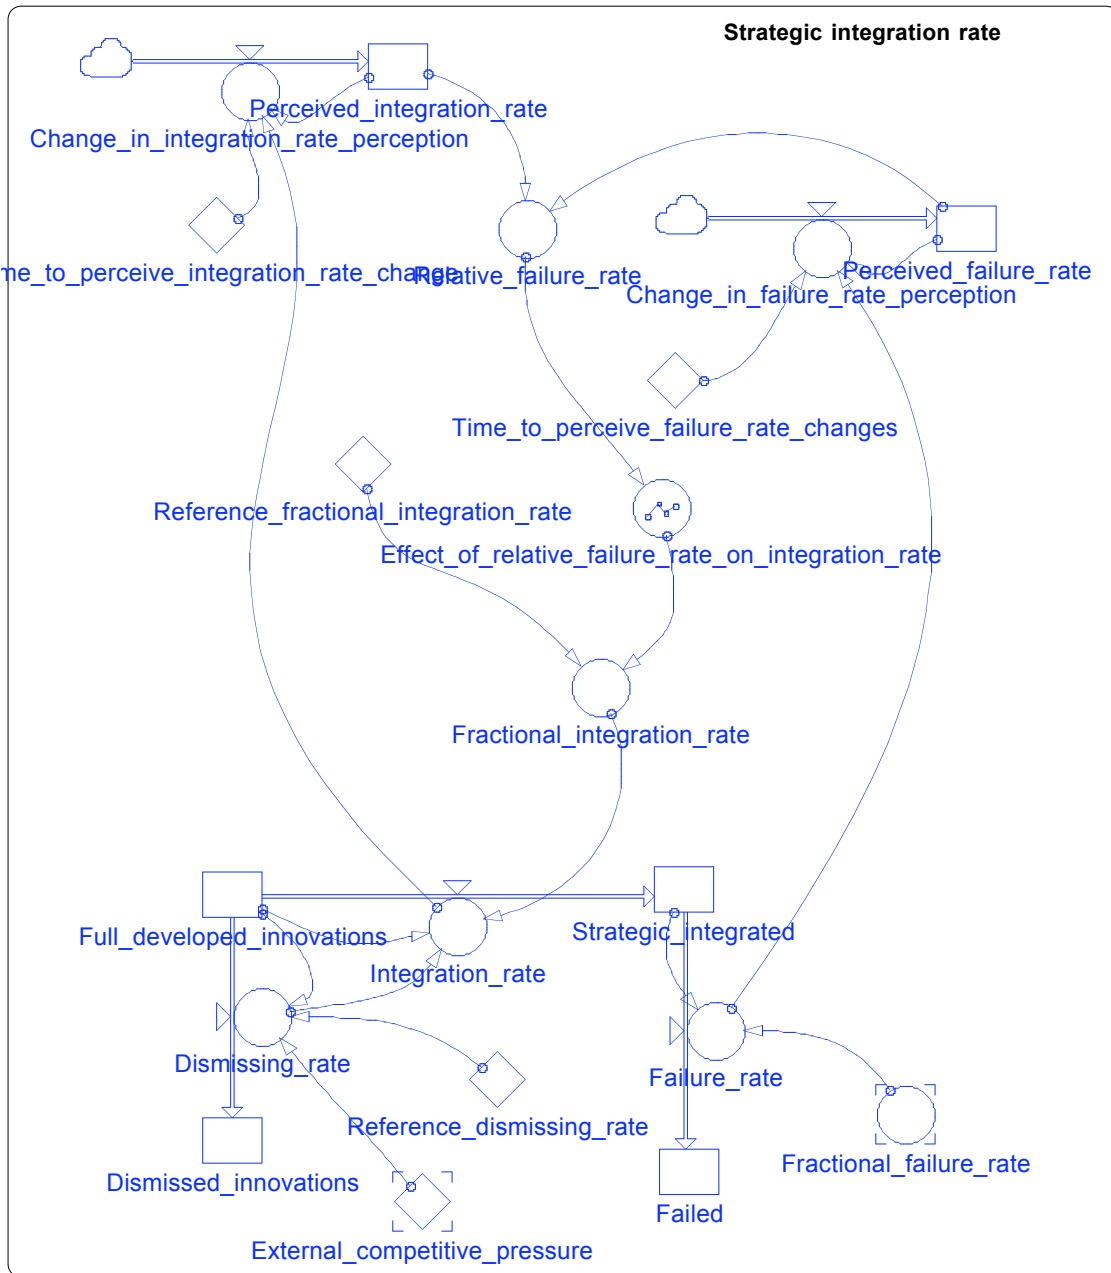 Strategic integration rate
Perceived_integration_rate
Change_in_integration_rate_perception
me_to_perceive_integration_rate_change
Relative_failure_rate
Perceived_failure_rate
Change_in_failure_rate_perception
Time_to_perceive_failure_rate_changes
Reference_fractional_integration_rate
Effect_of_relative_failure_rate_on_integration_rate
Fractional_integration_rate
Full_developed_innovations
Strategic_integrated
Integration_rate
Dismissing_rate
Failure_rate
Reference_dismissing_rate
Fractional_failure_rate
Dismissed_innovations
Failed
External_competitive_pressure